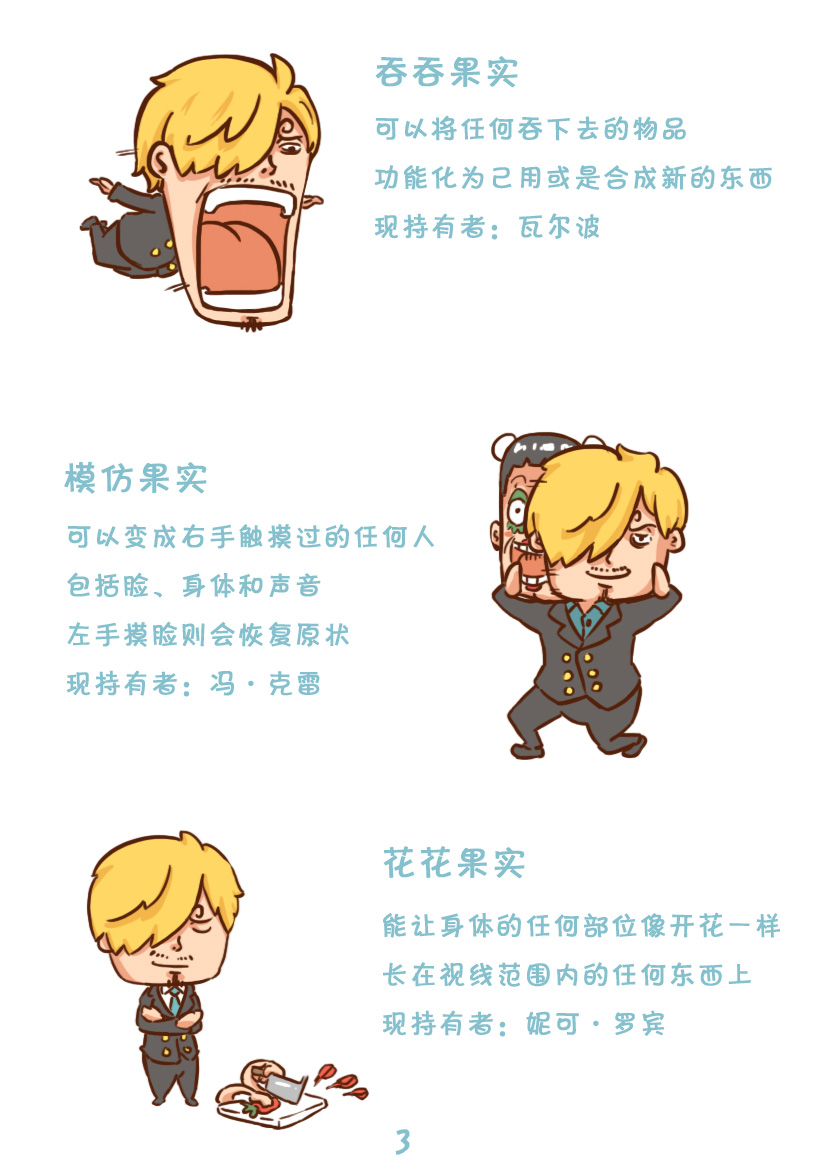 吞吞果实
可以将任何吞下去的物品
功能化为己用或是合成新的东西
现持有者：瓦尔波
模仿果实
可以变成右手触摸过的任何人
包括脸、身体和声音
左手摸脸则会恢复原状
现持有者：冯·克雷
花花果实
能让身体的任何部位像开花一样
长在视线范围内的任何东西上
现持有者：妮可·罗宾
3